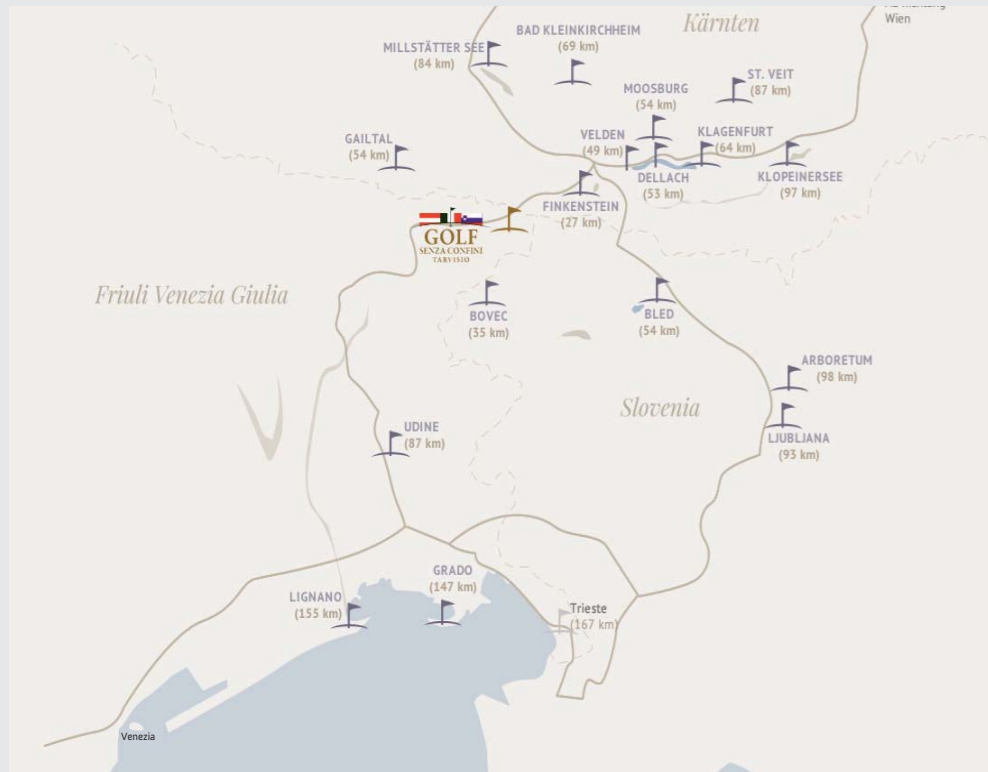 Kärnten
Wien
BAD KLEINKIRCHHEIM
(69 km)
MILLSTÄTTER SEE
(84 km)
ST. VEIT
(87 km)
MOOSBURG
(54 km)
GAILTAL
(54 km)
VELDEN
(49 km)
KLAGENFURT
(64 km)
DELLACH
(53 km)
KLOPEINERSEE
(97 km)
FINKENSTEIN
(27 km)
GOLF
SENZA CONFINI
TARVISIO
Friuli Venezia Giulia
BOVEC
(35 km)
BLED
(54 km)
ARBORETUM
(98 km)
Slovenia
UDINE
(87 km)
LJUBLJANA
(93 km)
GRADO
(147 km)
LIGNANO
(155 km)
Trieste
(167 km)
Venezia